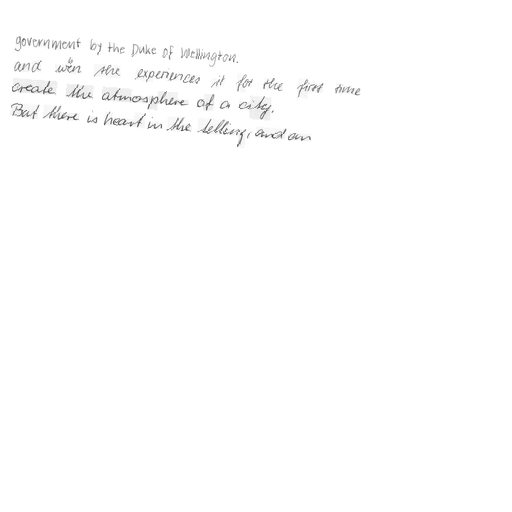 government by the Duke of Wellington.
and wen she experiences it for the first time
create the atmosphere of a city.
But there is heart in the telling, and an